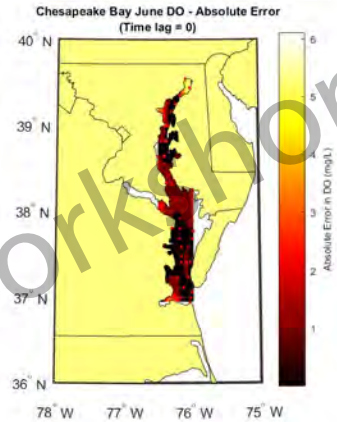 Chesapeake Bay June DO - Absolute Error
(Time lag = 0)
40° N
39° N
38° N
37° N
36° N
78° W
77° W
76° W
75° W
6
5
4
3
2
1
Absolute Error in DO (mg/L)
orkshor